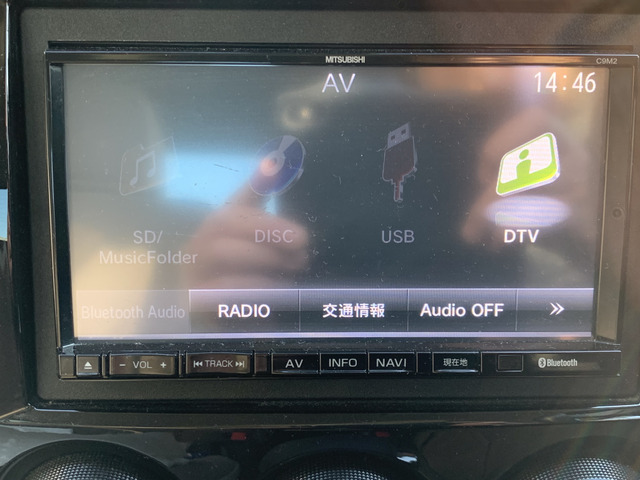 MITSUBISHI
C9M2
AV
14:46
SD/
MusicFolder
DISC
USB
DTV
Bluetooth Audio
RADIO
交通情報
Audio OFF
>>
− VOL +
TRACK
AV
INFO
NAVI
現在地
Bluetooth